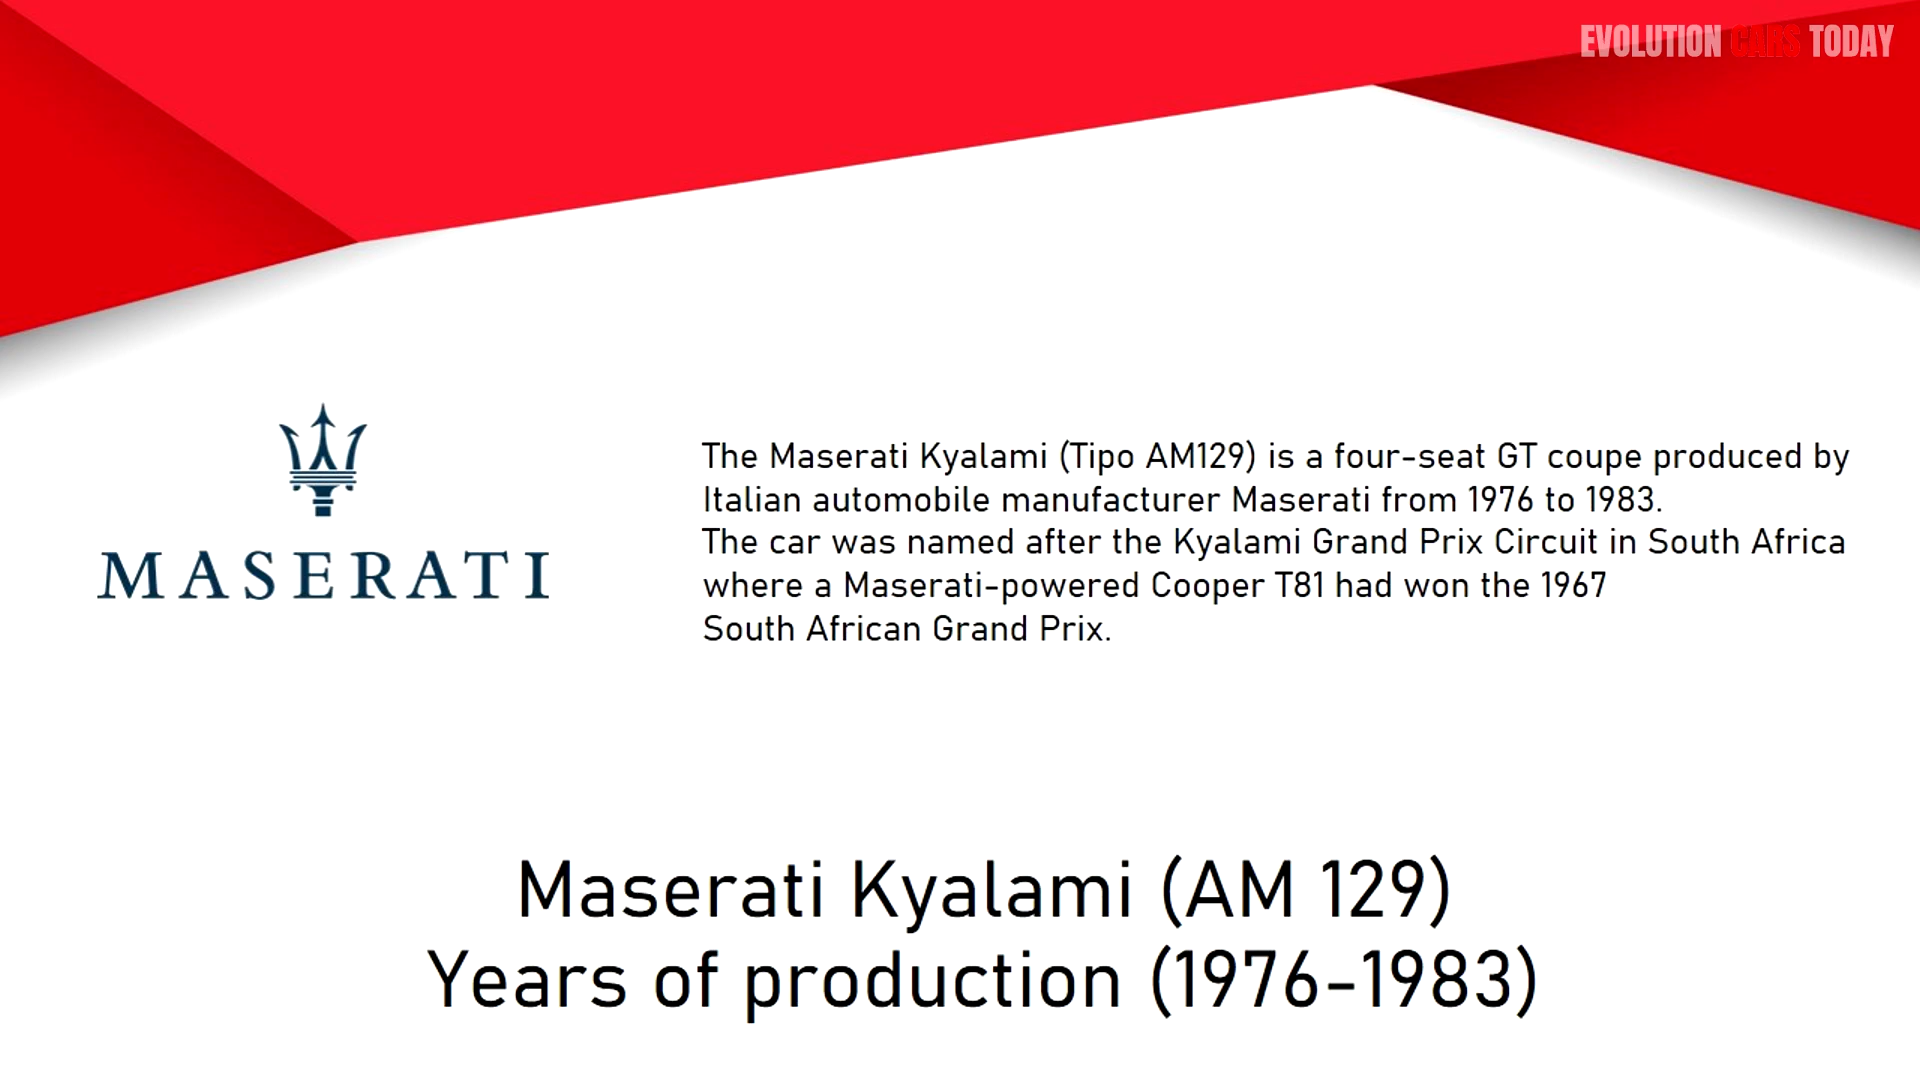 EVOLUTION CARS TODAY
MASERATI
The Maserati Kyalami (Tipo AM129) is a four-seat GT coupe produced by
Italian automobile manufacturer Maserati from 1976 to 1983.
The car was named after the Kyalami Grand Prix Circuit in South Africa
where a Maserati-powered Cooper T81 had won the 1967
South African Grand Prix.
Maserati Kyalami (AM 129)
Years of production (1976-1983)